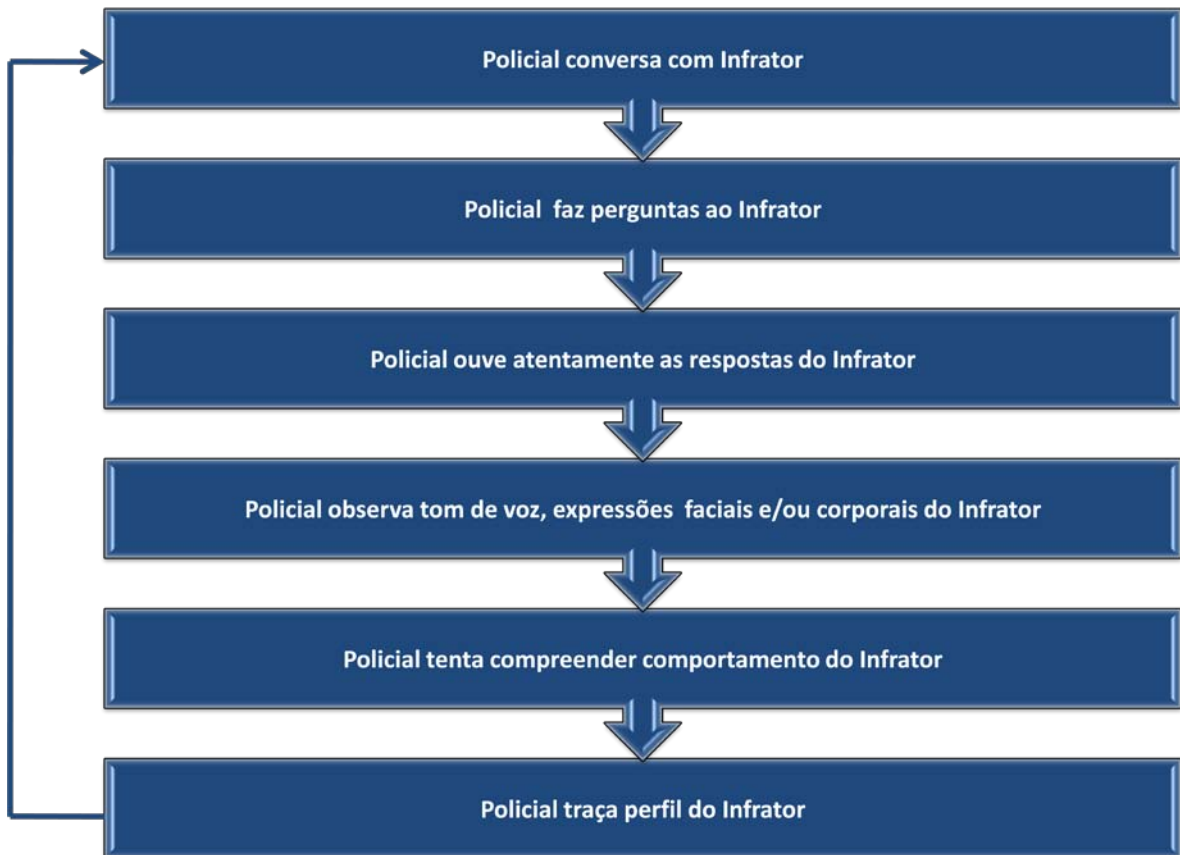 Policial conversa com Infrator
Policial faz perguntas ao Infrator
Policial ouve atentamente as respostas do Infrator
Policial observa tom de voz, expressões faciais e/ou corporais do Infrator
Policial tenta compreender comportamento do Infrator
Policial traça perfil do Infrator